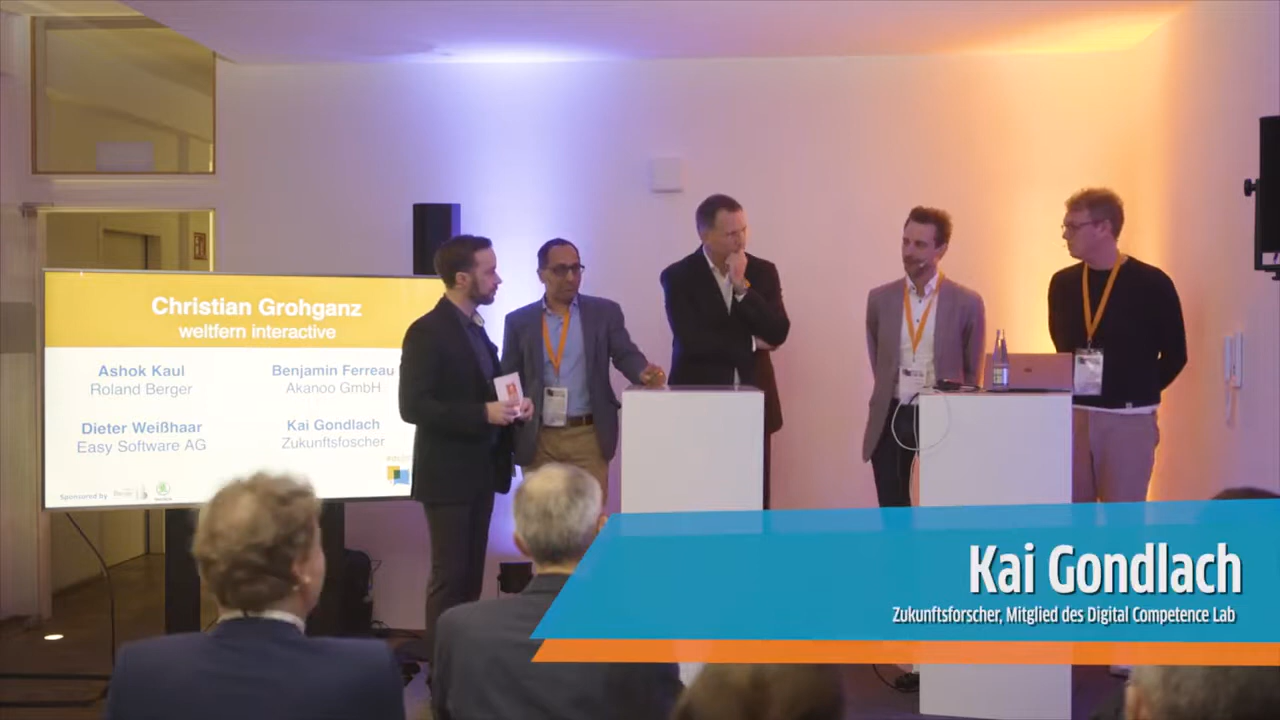 Christian Grohganz
weltfern interactive
Ashok Kaul
Roland Berger
Benjamin Ferreau
Akanoo GmbH
Dieter Weißhaar
Easy Software AG
Kai Gondlach
Zukunftsfoscher
Sponsored by
Kai Gondlach
Zukunftsforscher, Mitglied des Digital Competence Lab